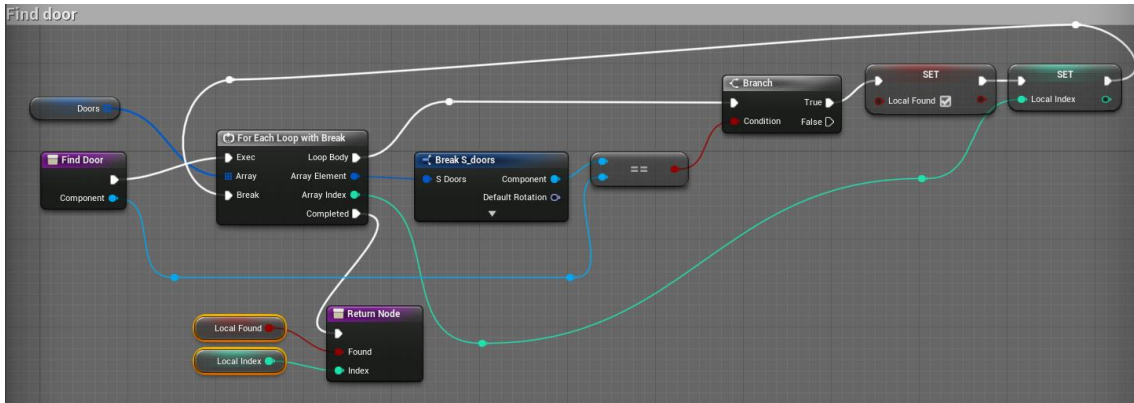 Find door
Doors
Find Door
Component
For Each Loop with Break
Exec
Loop Body
Array
Array Element
Break
Array Index
Completed
Break S_doors
S Doors
Component
Default Rotation
==
Branch
True
Condition
False
SET
Local Found
SET
Local Index
Local Found
Local Index
Return Node
Found
Index